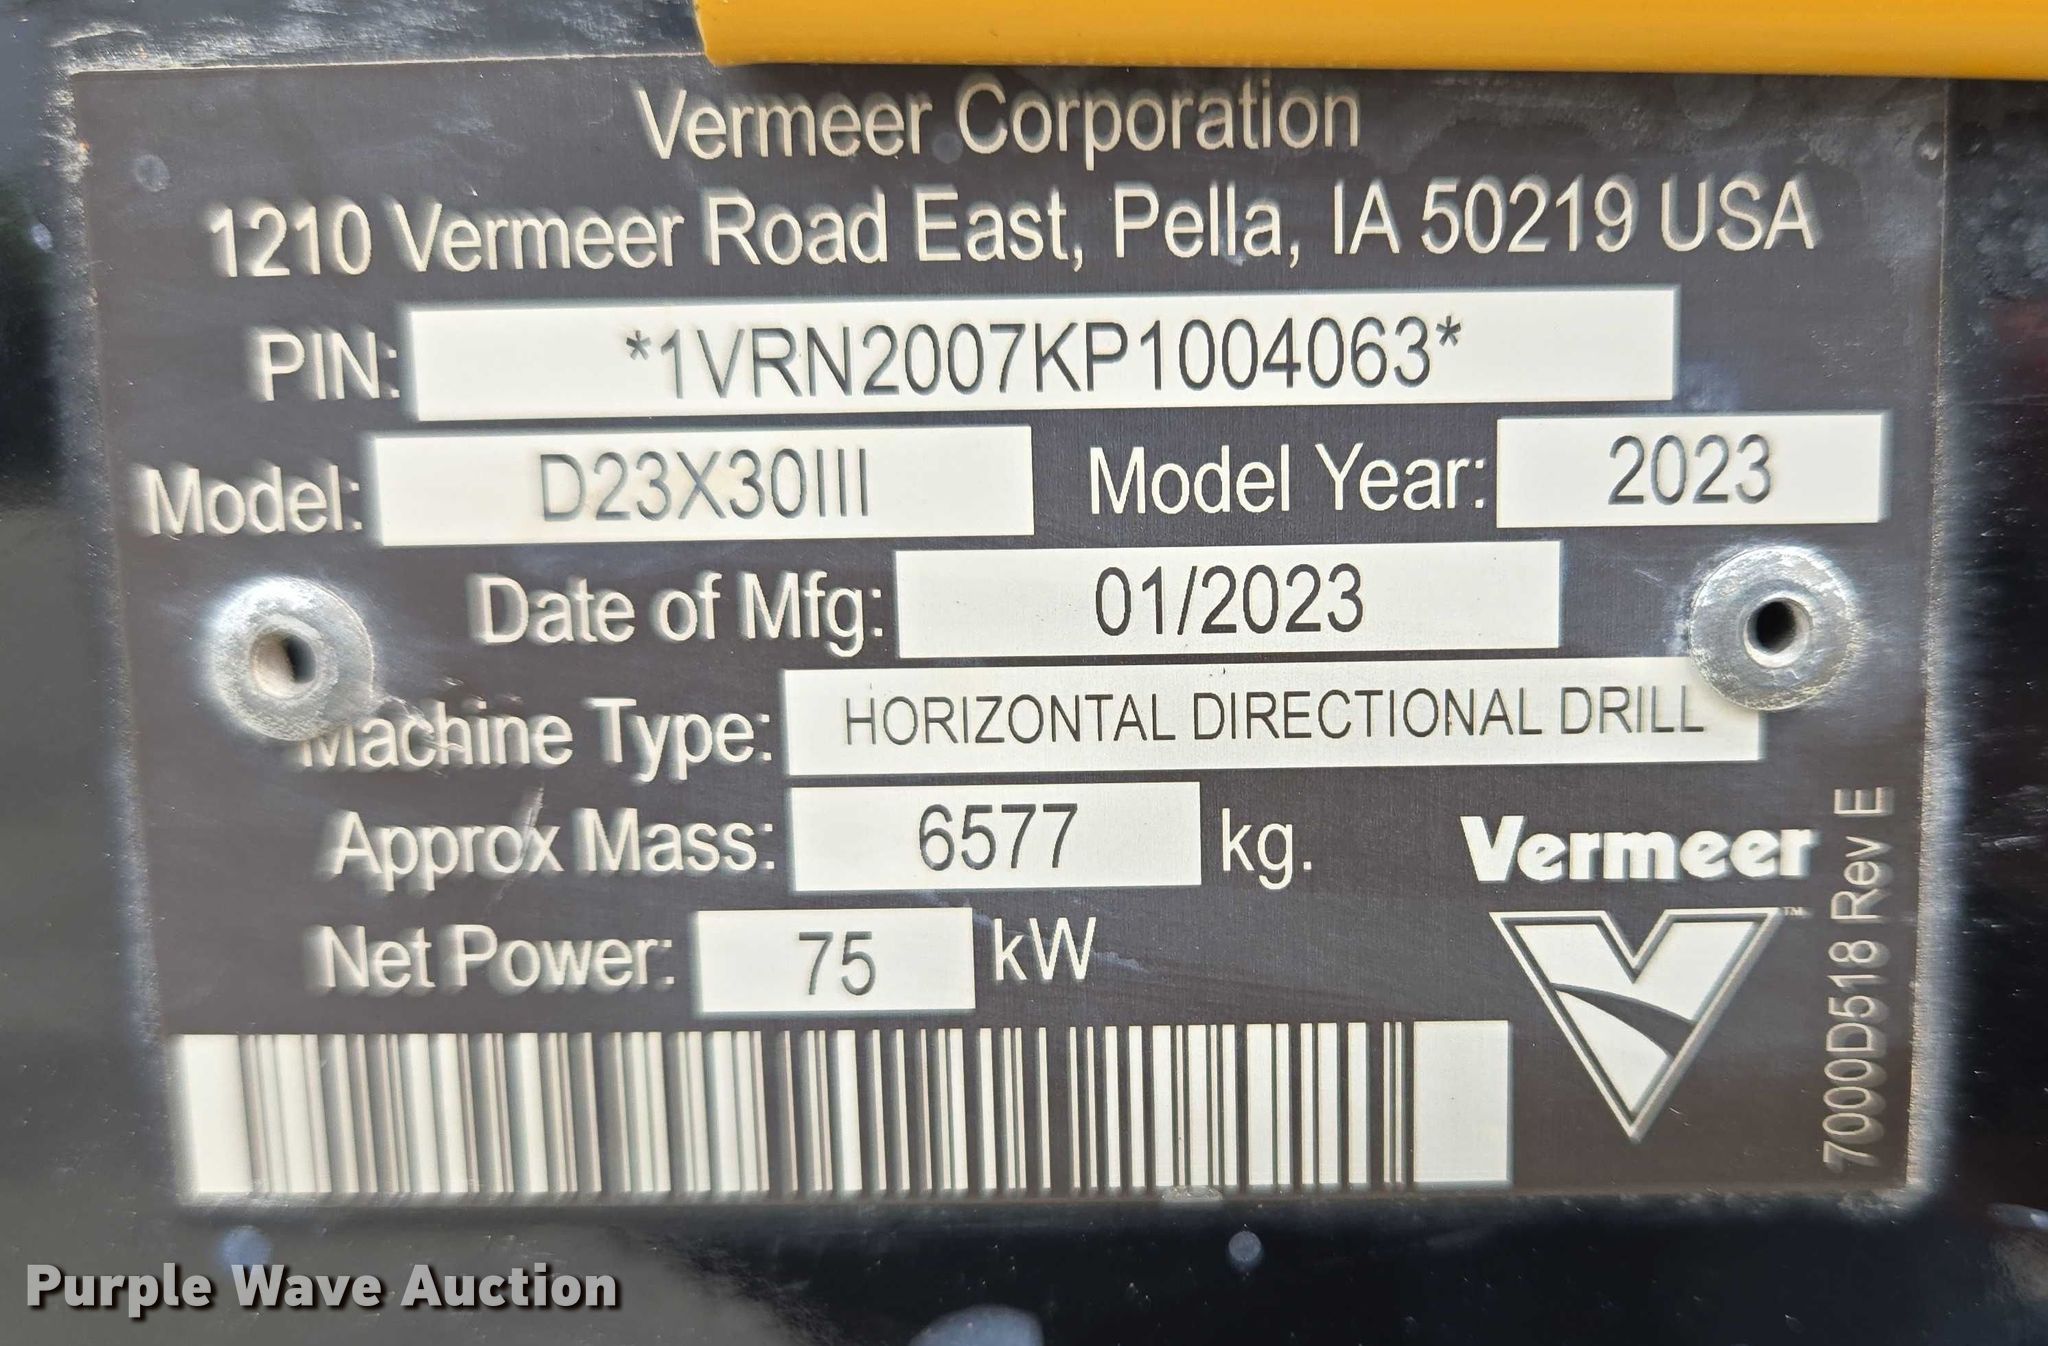 Vermeer Corporation
1210 Vermeer Road East, Pella, IA 50219 USA
PIN: *1VRN2007KP1004063*
Model: D23X30III Model Year: 2023
Date of Mfg: 01/2023
Machine Type: HORIZONTAL DIRECTIONAL DRILL
Approx Mass: 6577 kg.
Net Power: 75 kW
Vermeer
TM
7000D518 Rev E
Purple Wave Auction